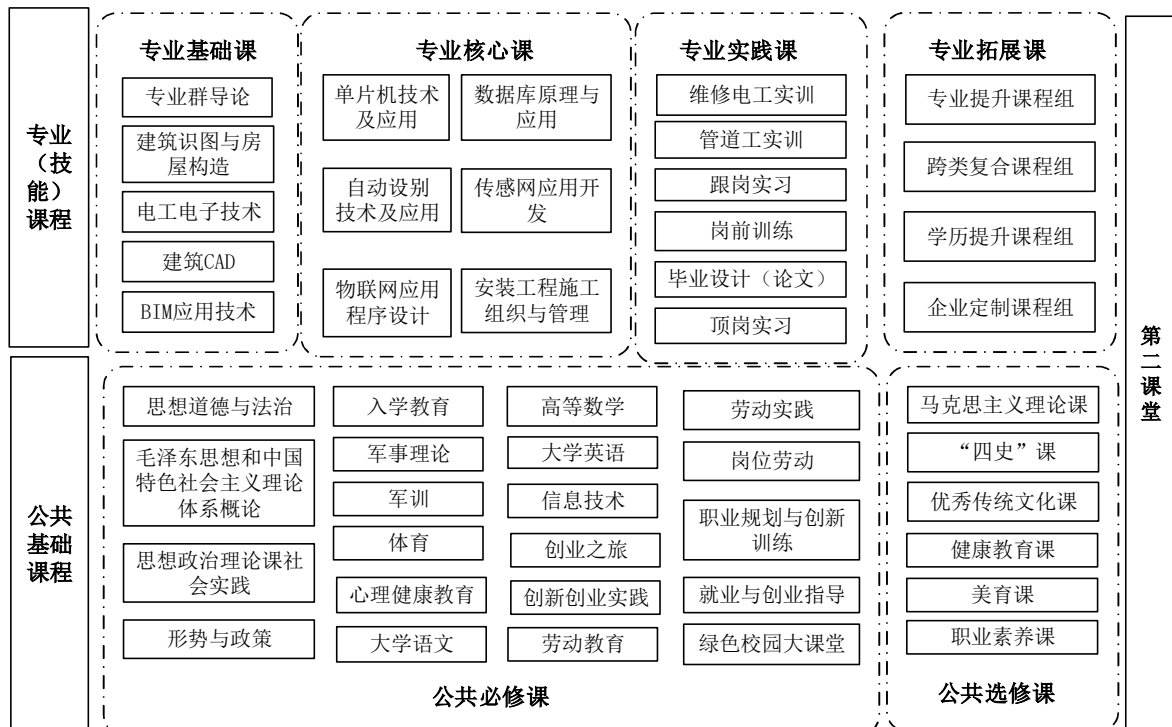 专业
（技
能）
课程
专业基础课
专业群导论
建筑识图与房
屋构造
电工电子技术
建筑CAD
BIM应用技术
专业核心课
单片机技术
及应用
数据库原理与
应用
自动设别
技术及应用
传感网应用开
发
物联网应用
程序设计
安装工程施工
组织与管理
专业实践课
维修电工实训
管道工实训
跟岗实习
岗前训练
毕业设计（论文）
顶岗实习
专业拓展课
专业提升课程组
跨类复合课程组
学历提升课程组
企业定制课程组
公共
基础
课程
思想道德与法治
毛泽东思想和中国
特色社会主义理论
体系概论
思想政治理论课社
会实践
形势与政策
入学教育
军事理论
军训
体育
心理健康教育
大学语文
高等数学
大学英语
信息技术
创业之旅
创新创业实践
劳动教育
劳动实践
岗位劳动
职业规划与创新
训练
就业与创业指导
绿色校园大课堂
公共必修课
马克思主义理论课
“四史”课
优秀传统文化课
健康教育课
美育课
职业素养课
公共选修课
第
二
课
堂